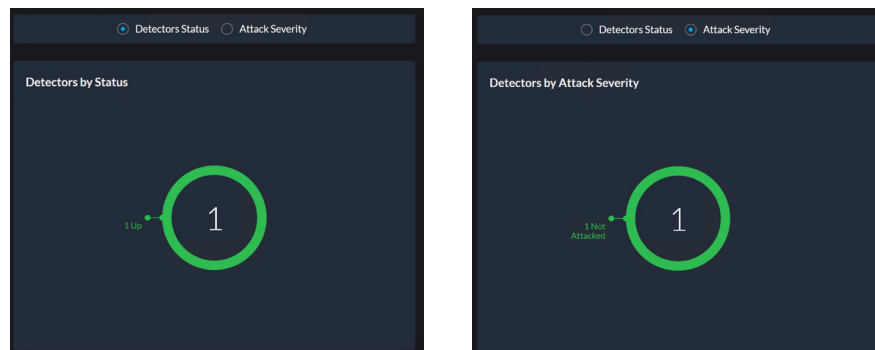 Detectors Status Attack Severity
Detectors by Status
1 Up
1
Detectors Status Attack Severity
Detectors by Attack Severity
1 Not
Attacked
1